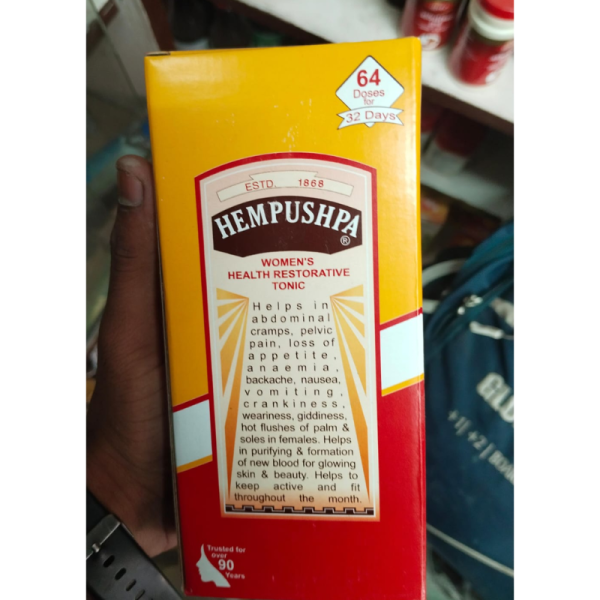 64
Doses
for
32 Days
ESTD. 1868
HEMPUSHPA
®
WOMEN'S
HEALTH RESTORATIVE
TONIC
Helps in
abdominal
cramps, pelvic
pain, loss of
appetite,
anaemia,
backache, nausea,
vomiting,
crankiness,
weariness, giddiness,
hot flushes of palm &
soles in females. Helps
in purifying & formation
of new blood for glowing
skin & beauty. Helps to
keep active and fit
throughout the month.
Trusted for
over
90
Years